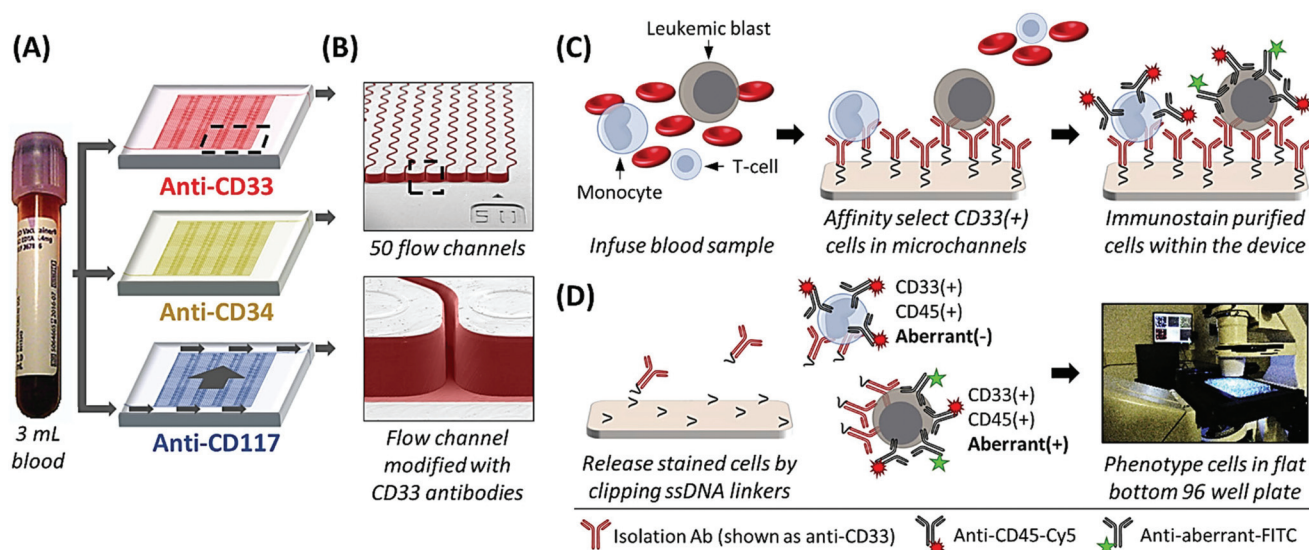 (A)
Anti-CD33
Anti-CD34
Anti-CD117
3 mL
blood
(B)
50 flow channels
Flow channel
modified with
CD33 antibodies
(C)
Leukemic blast
T-cell
Monocyte
Infuse blood sample
Affinity select CD33(+)
cells in microchannels
Immunostain purified
cells within the device
(D)
Release stained cells by
clipping ssDNA linkers
CD33(+)
CD45(+)
Aberrant(-)
CD33(+)
CD45(+)
Aberrant(+)
Phenotype cells in flat
bottom 96 well plate
Isolation Ab (shown as anti-CD33)
Anti-CD45-Cy5
Anti-aberrant-FITC